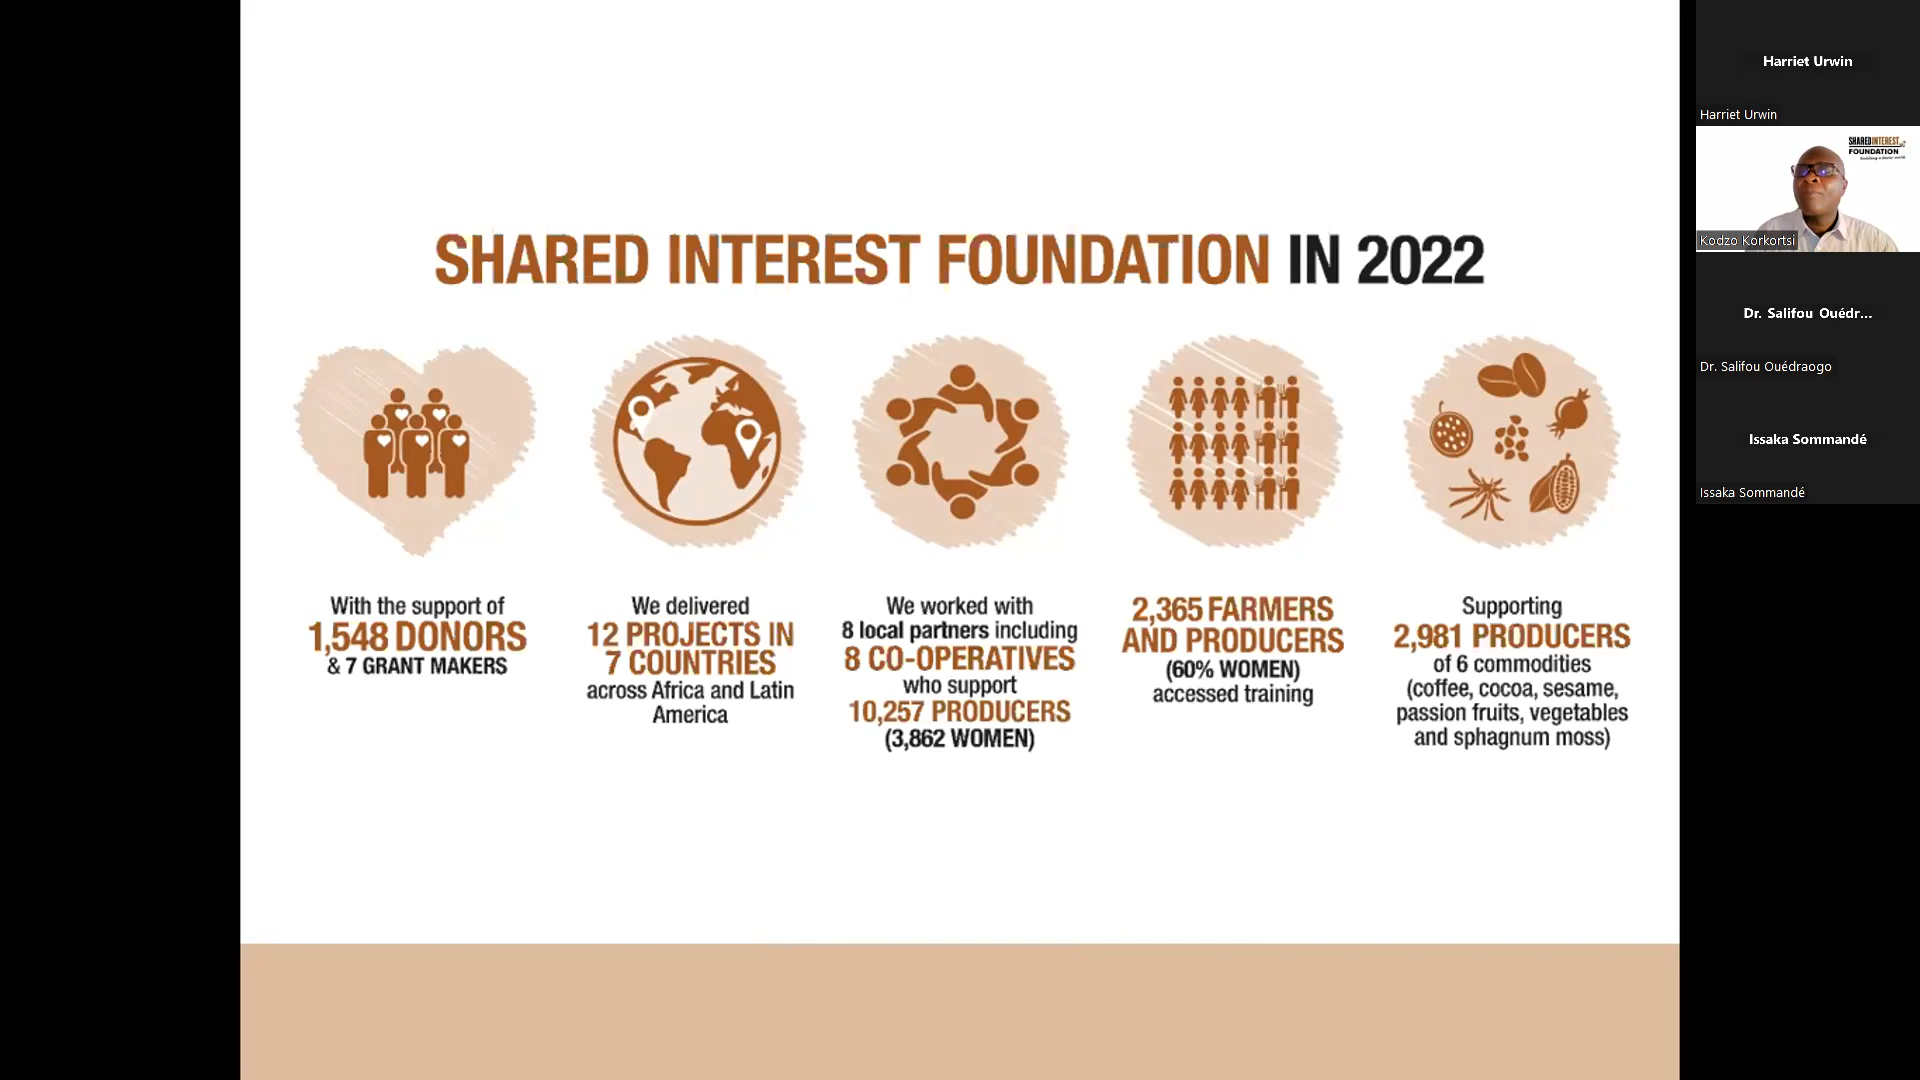 SHARED INTEREST FOUNDATION IN 2022
With the support of
1,548 DONORS
& 7 GRANT MAKERS
We delivered
12 PROJECTS IN
7 COUNTRIES
across Africa and Latin
America
We worked with
8 local partners including
8 CO-OPERATIVES
who support
10,257 PRODUCERS
(3,862 WOMEN)
2,365 FARMERS
AND PRODUCERS
(60% WOMEN)
accessed training
Supporting
2,981 PRODUCERS
of 6 commodities
(coffee, cocoa, sesame,
passion fruits, vegetables
and sphagnum moss)
Harriet Urwin
Harriet Urwin
SHARED INTEREST
FOUNDATION
Kodzo Korkortsi
Dr. Salifou Ouédr...
Dr. Salifou Ouédraogo
Issaka Sommandé
Issaka Sommandé